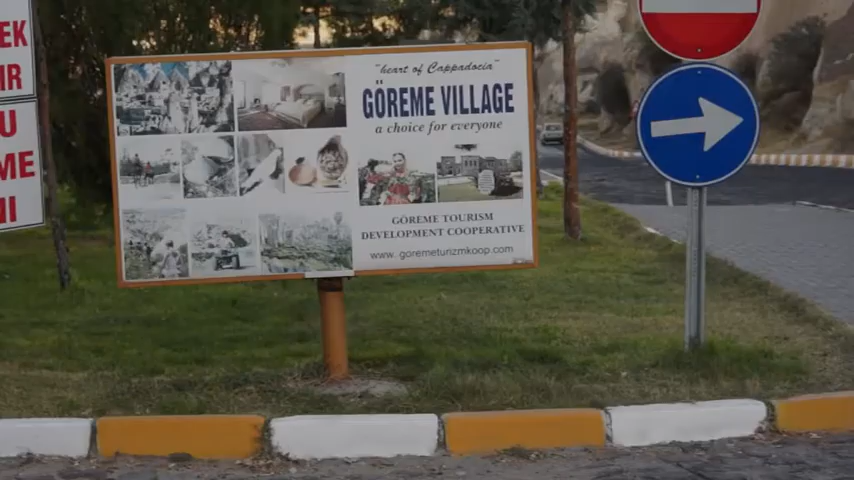 EK
IR
U
ME
NI
"heart of Cappadocia"
GÖREME VILLAGE
a choice for everyone
GÖREME TOURISM
DEVELOPMENT COOPERATIVE
www. goremeturizmkoop.com